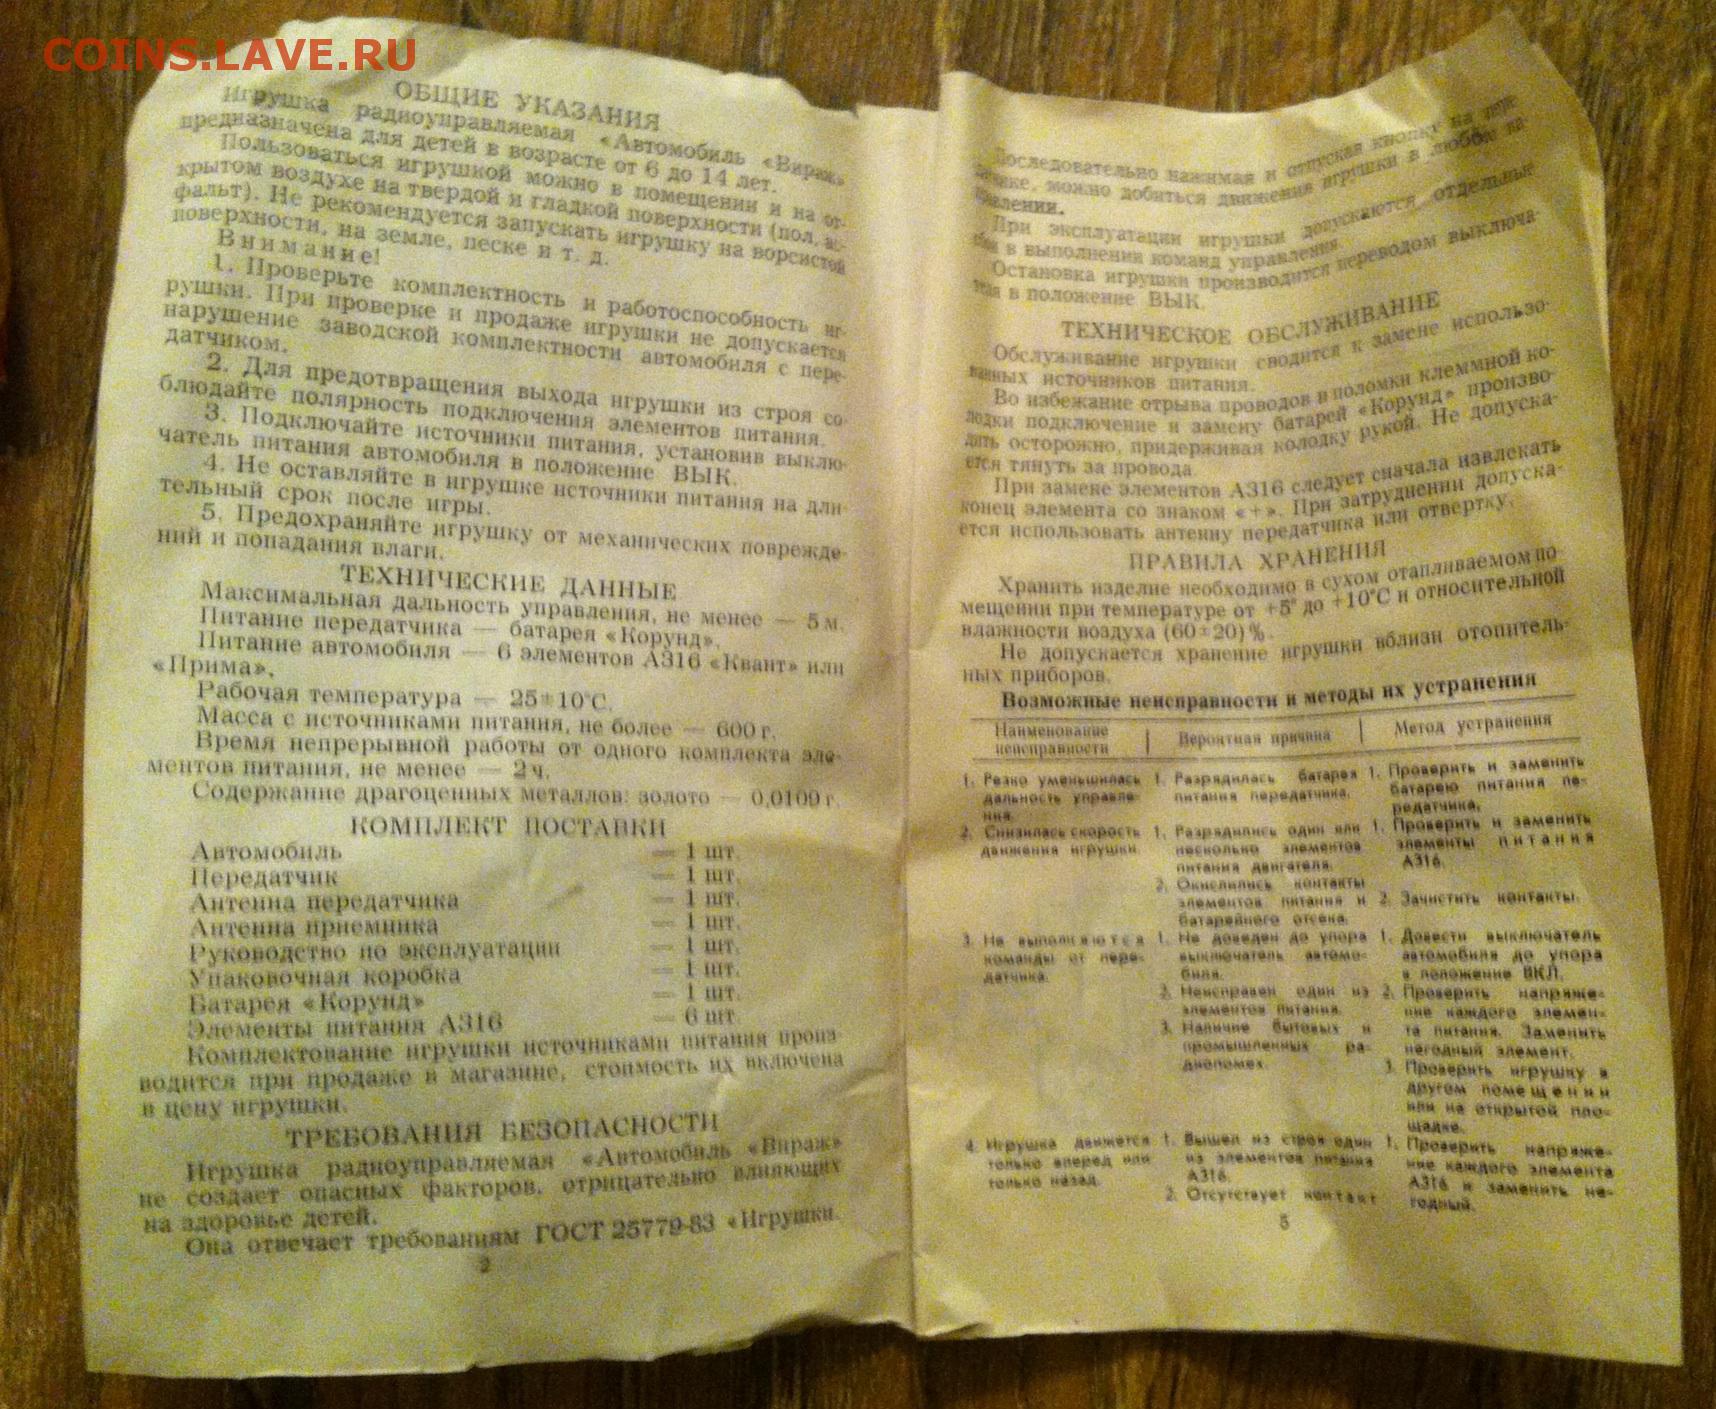 COINS.LAVE.RU
ОБЩИЕ УКАЗАНИЯ
Игрушка радиоуправляемая «Автомобиль «Вираж»
предназначена для детей в возрасте от 6 до 14 лет.
Пользоваться игрушкой можно в помещении и на от-
крытом воздухе на твердой и гладкой поверхности (пол, ас-
фальт). Не рекомендуется запускать игрушку на ворсистой
поверхности, на земле, песке и т. д.
Внимание!
1. Проверьте комплектность и работоспособность иг-
рушки. При проверке и продаже игрушки не допускается
нарушение заводской комплектности автомобиля с пере-
датчиком.
2. Для предотвращения выхода игрушки из строя со-
блюдайте полярность подключения элементов питания.
3. Подключайте источники питания, установив выклю-
чатель питания автомобиля в положение ВЫК.
4. Не оставляйте в игрушке источники питания на дли-
тельный срок после игры.
5. Предохраняйте игрушку от механических поврежде-
ний и попадания влаги.
ТЕХНИЧЕСКИЕ ДАННЫЕ
Максимальная дальность управления, не менее — 5 м.
Питание передатчика — батарея «Корунд».
Питание автомобиля — 6 элементов А316 «Квант» или
«Прима».
Рабочая температура — 25±10°С.
Масса с источниками питания, не более — 600 г.
Время непрерывной работы от одного комплекта эле-
ментов питания, не менее — 2 ч.
Содержание драгоценных металлов: золото — 0,0109 г.
КОМПЛЕКТ ПОСТАВКИ
Автомобиль — 1 шт.
Передатчик — 1 шт.
Антенна передатчика — 1 шт.
Антенна приемника — 1 шт.
Руководство по эксплуатации — 1 шт.
Упаковочная коробка — 1 шт.
Батарея «Корунд» — 1 шт.
Элементы питания А316 — 6 шт.
Комплектование игрушки источниками питания произ-
водится при продаже в магазине, стоимость их включена
в цену игрушки.
ТРЕБОВАНИЯ БЕЗОПАСНОСТИ
Игрушка радиоуправляемая «Автомобиль «Вираж»
не создает опасных факторов, отрицательно влияющих
на здоровье детей.
Она отвечает требованиям ГОСТ 25779-83 «Игрушки.
2
Последовательно нажимая и отпуская кнопку на пере-
датчике, можно добиться движения игрушки в любом на-
правлении.
При эксплуатации игрушки допускаются отдельные
сбои в выполнении команд управления.
Остановка игрушки производится переводом выключа-
теля в положение ВЫК.
ТЕХНИЧЕСКОЕ ОБСЛУЖИВАНИЕ
Обслуживание игрушки сводится к замене использо-
ванных источников питания.
Во избежание отрыва проводов и поломки клеммной ко-
лодки подключение и замену батарей «Корунд» произво-
дить осторожно, придерживая колодку рукой. Не допуска-
ется тянуть за провода.
При замене элементов А316 следует сначала извлекать
конец элемента со знаком «+». При затруднении допуска-
ется использовать антенну передатчика или отвертку.
ПРАВИЛА ХРАНЕНИЯ
Хранить изделие необходимо в сухом отапливаемом по-
мещении при температуре от +5° до +10°С и относительной
влажности воздуха (60±20)%.
Не допускается хранение игрушки вблизи отопитель-
ных приборов.
Возможные неисправности и методы их устранения
Наименование неисправности | Вероятная причина | Метод устранения
1. Резко уменьшилась 1. Разрядилась батарея 1. Проверить и заменить
дальность управле- питания передатчика. батарею питания пе-
ния. редатчика.
2. Снизилась скорость 1. Разрядились один или 1. Проверить и заменить
движения игрушки. несколько элементов элементы питания
питания двигателя. А316.
2. Окислились контакты
элементов питания и 2. Зачистить контакты.
батарейного отсека.
3. Не выполняются 1. Не доведен до упора 1. Довести выключатель
команды от пере- выключатель автомо- автомобиля до упора
датчика. биля. в положение ВКЛ.
2. Неисправен один из 2. Проверить напряже-
элементов питания. ние каждого элемен-
3. Наличие бытовых и та питания. Заменить
промышленных ра- негодный элемент.
диопомех. 3. Проверить игрушку в
другом помещении
или на открытой пло-
щадке.
4. Игрушка движется 1. Вышел из строя один 1. Проверить напряже-
только вперед или из элементов питания ние каждого элемента
только назад. А316. А316 и заменить не-
2. Отсутствует контакт годный.
5